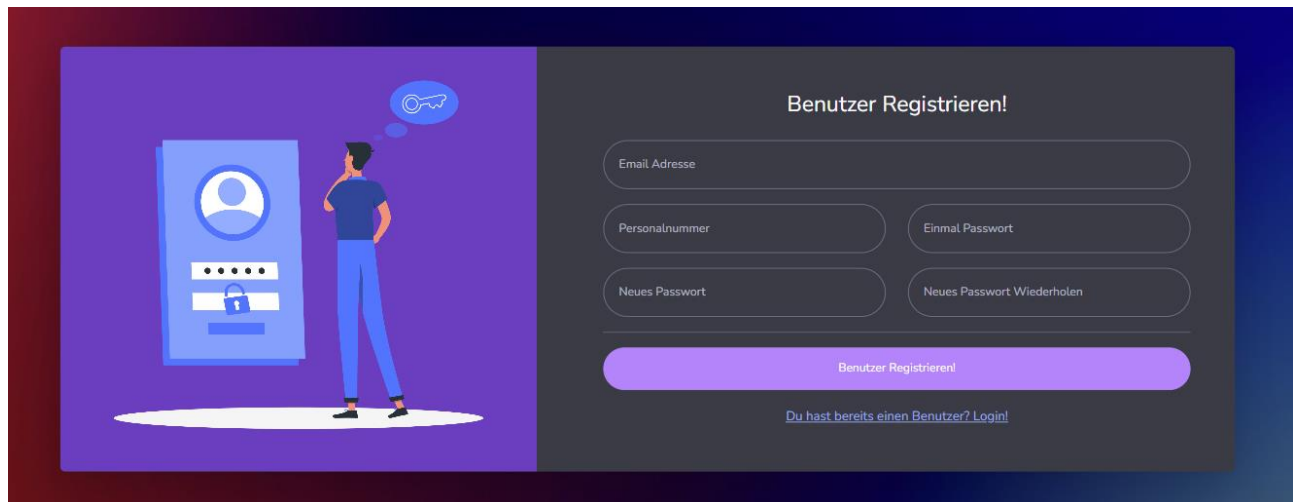 Benutzer Registrieren!
Email Adresse
Personalnummer
Einmal Passwort
Neues Passwort
Neues Passwort Wiederholen
Benutzer Registrieren!
Du hast bereits einen Benutzer? Login!